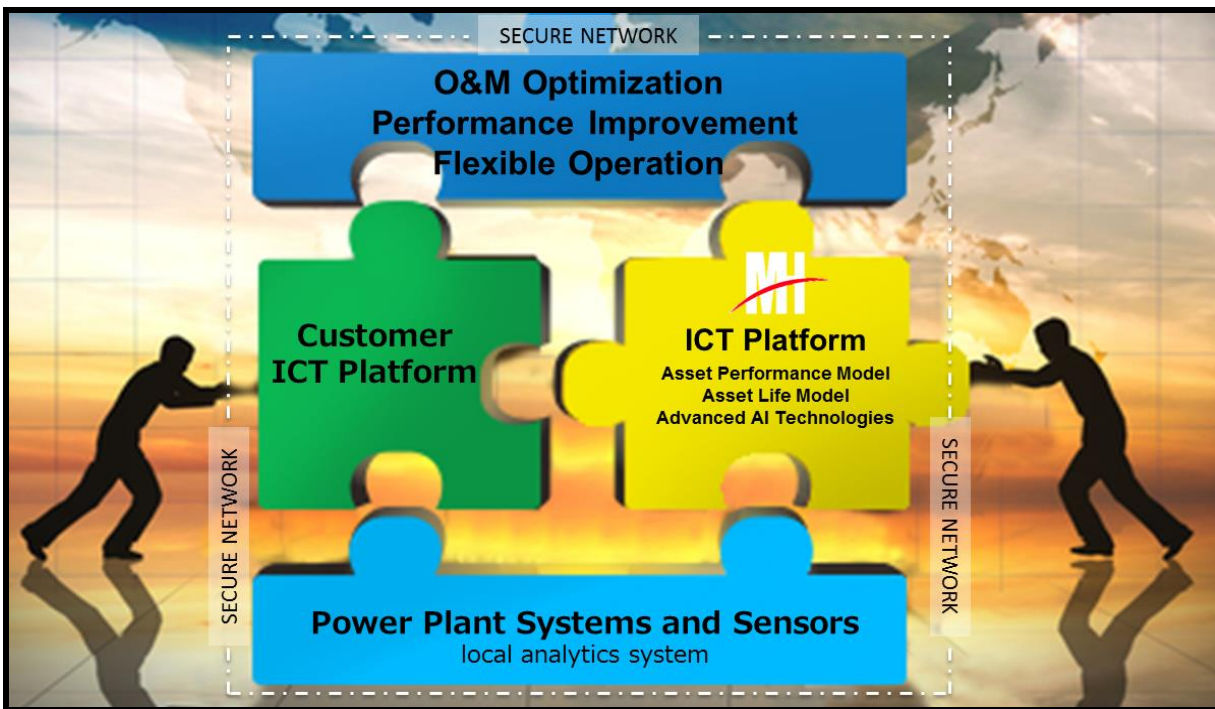 SECURE NETWORK
O&M Optimization
Performance Improvement
Flexible Operation
Customer
ICT Platform
MHI
ICT Platform
Asset Performance Model
Asset Life Model
Advanced AI Technologies
SECURE NETWORK
SECURE NETWORK
Power Plant Systems and Sensors
local analytics system